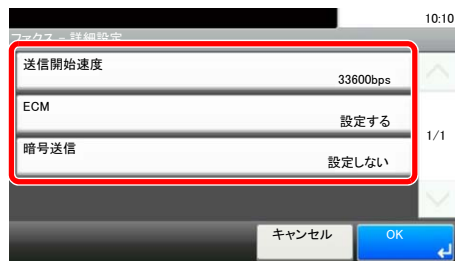 10:10
ファクス - 詳細設定
送信開始速度
33600bps
ECM
設定する
1/1
暗号送信
設定しない
キャンセル
OK